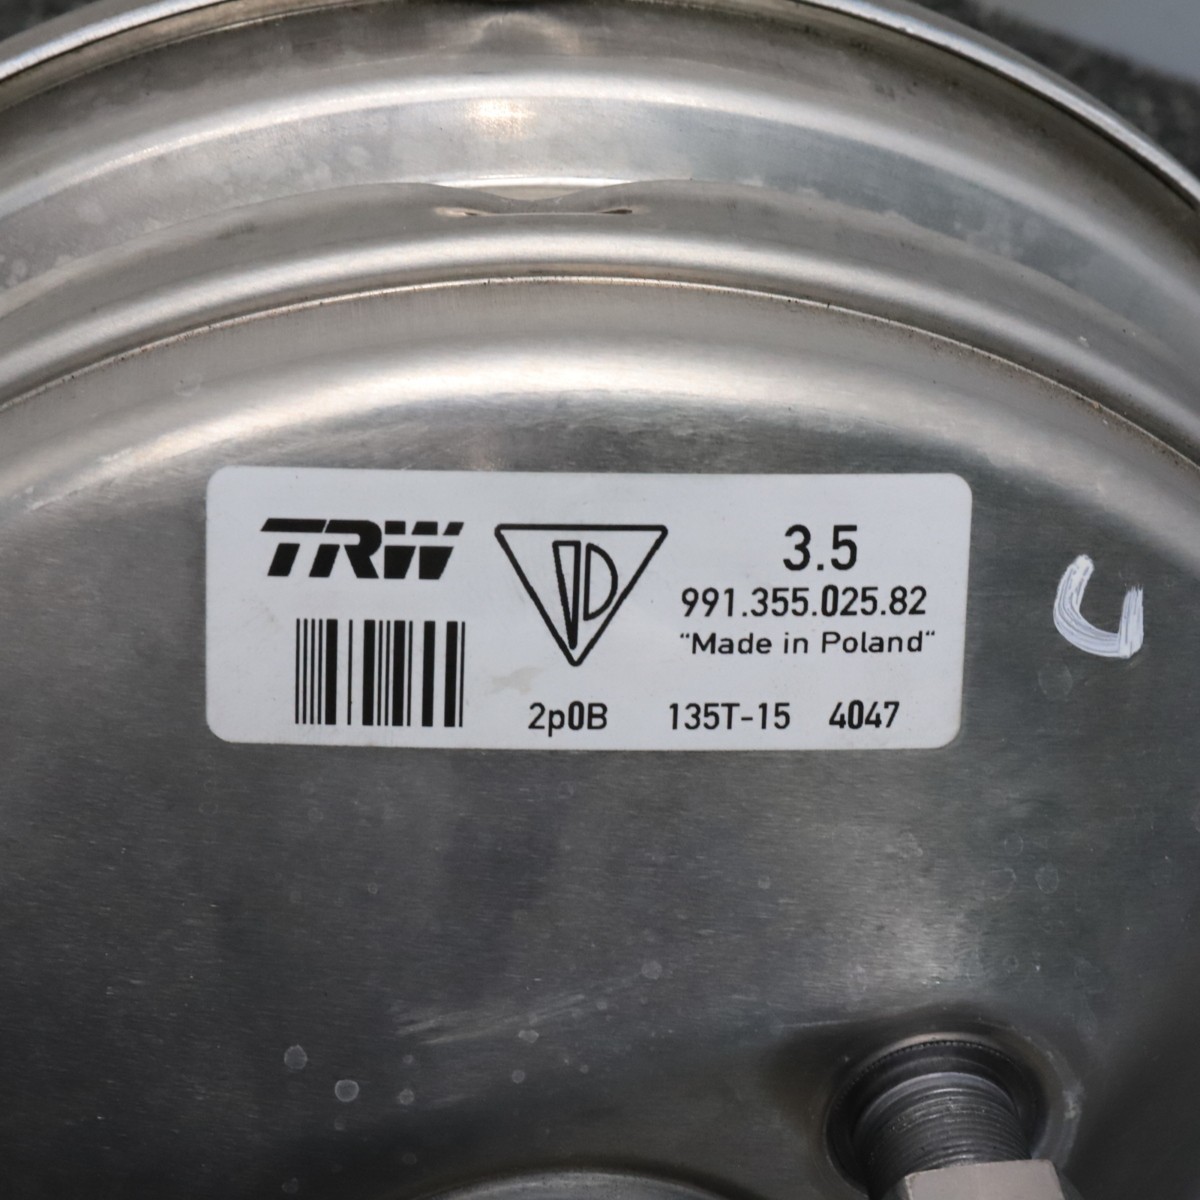 TRW
3.5
991.355.025.82
"Made in Poland"
2p0B 135T-15 4047
U